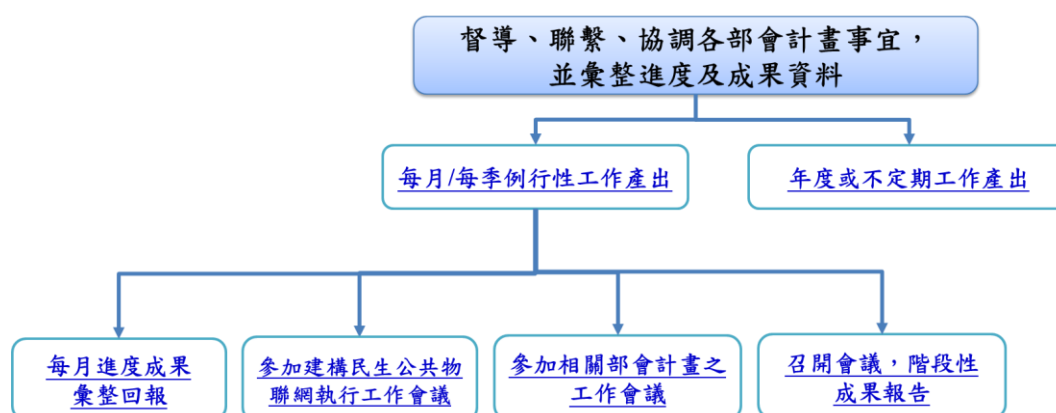 督導、聯繫、協調各部會計畫事宜，
並彙整進度及成果資料
每月/每季例行性工作產出
年度或不定期工作產出
每月進度成果
彙整回報
參加建構民生公共物
聯網執行工作會議
參加相關部會計畫之
工作會議
召開會議，階段性
成果報告